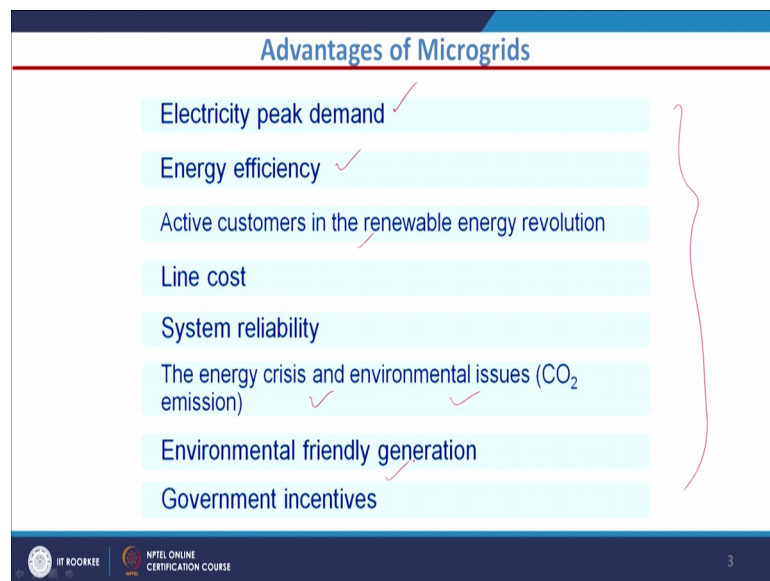 Advantages of Microgrids
Electricity peak demand
Energy efficiency
Active customers in the renewable energy revolution
Line cost
System reliability
The energy crisis and environmental issues (CO₂
emission)
Environmental friendly generation
Government incentives
IIT ROORKEE
NPTEL ONLINE
CERTIFICATION COURSE
3